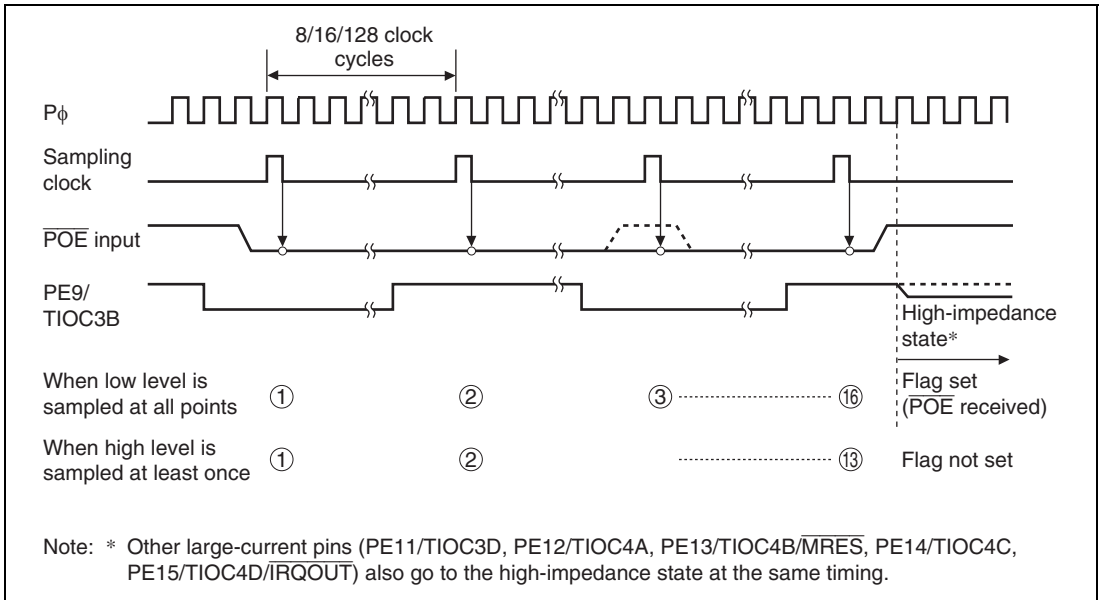 8/16/128 clock
cycles
Pϕ
Sampling
clock
POE input
PE9/
TIOC3B
High-impedance
state*
When low level is
sampled at all points
① ② ③ ⑯
Flag set
(POE received)
When high level is
sampled at least once
① ② ⑬
Flag not set
Note: * Other large-current pins (PE11/TIOC3D, PE12/TIOC4A, PE13/TIOC4B/MRES, PE14/TIOC4C,
PE15/TIOC4D/IRQOUT) also go to the high-impedance state at the same timing.